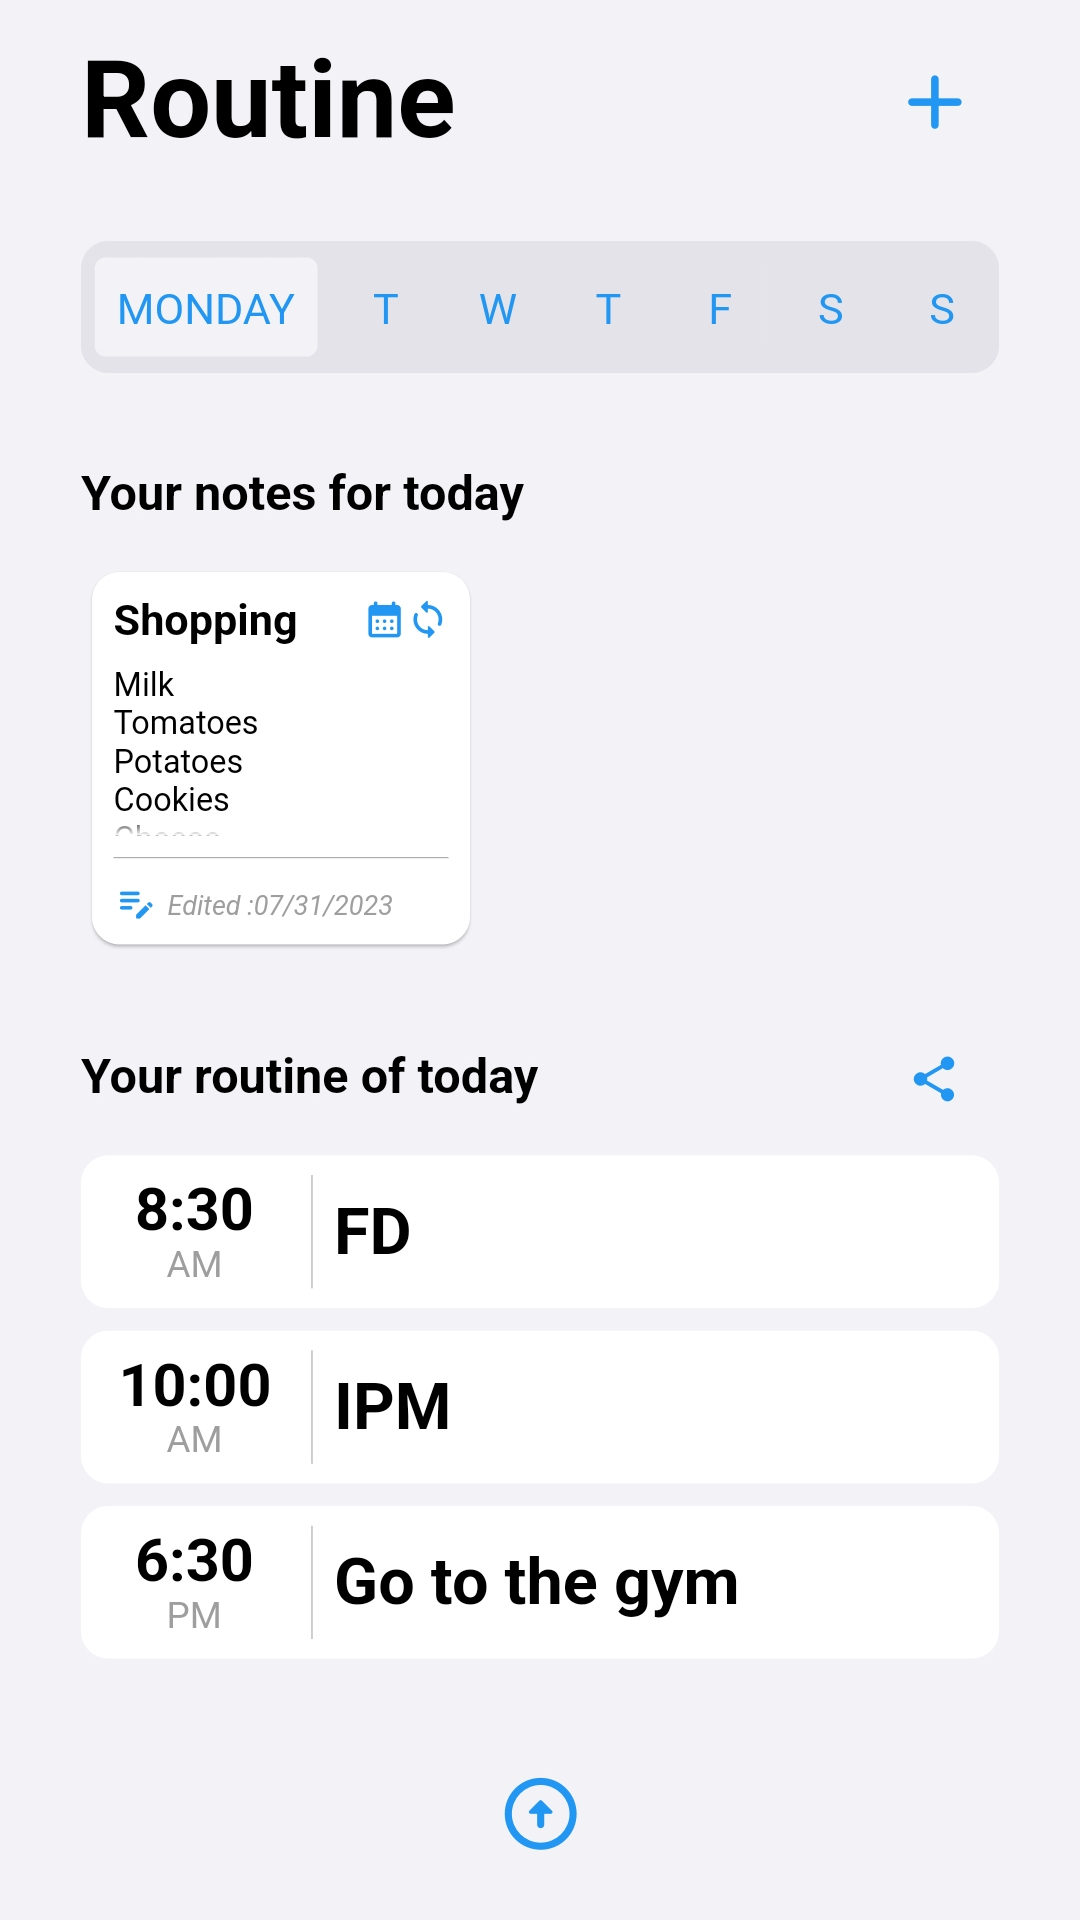 Routine
MONDAY T W T F S S
Your notes for today
Shopping
Milk
Tomatoes
Potatoes
Cookies
Edited :07/31/2023
Your routine of today
8:30
AM
FD
10:00
AM
IPM
6:30
PM
Go to the gym